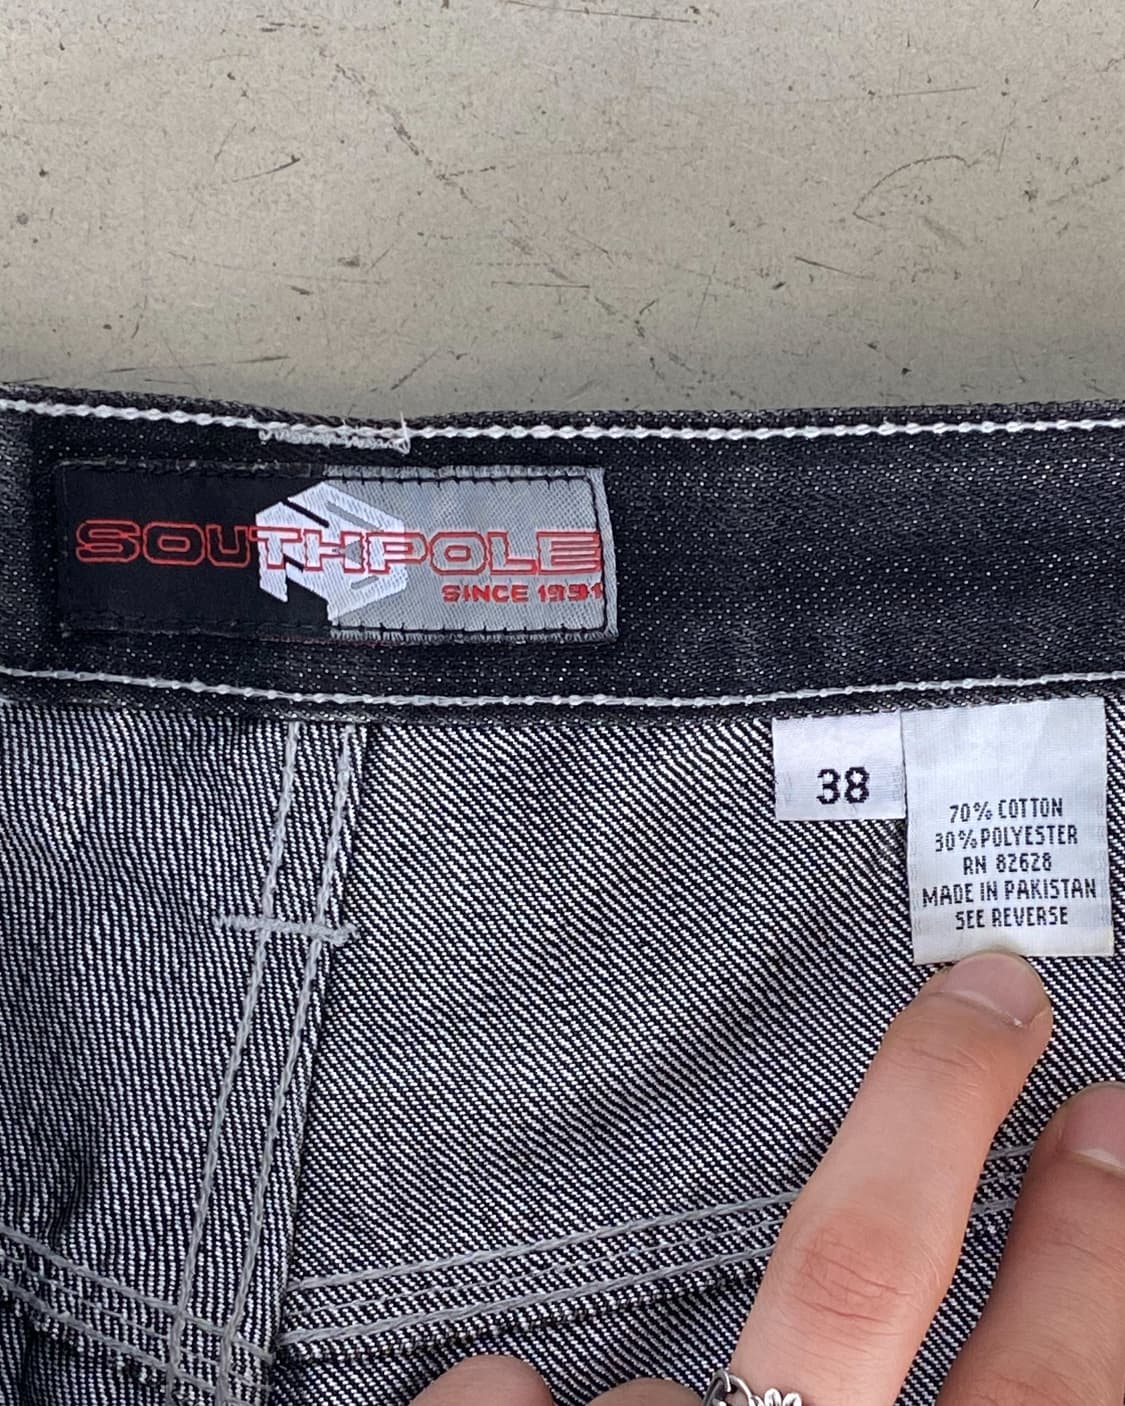 SOUTHPOLE
SINCE 1991
38
70% COTTON
30% POLYESTER
RN 82628
MADE IN PAKISTAN
SEE REVERSE